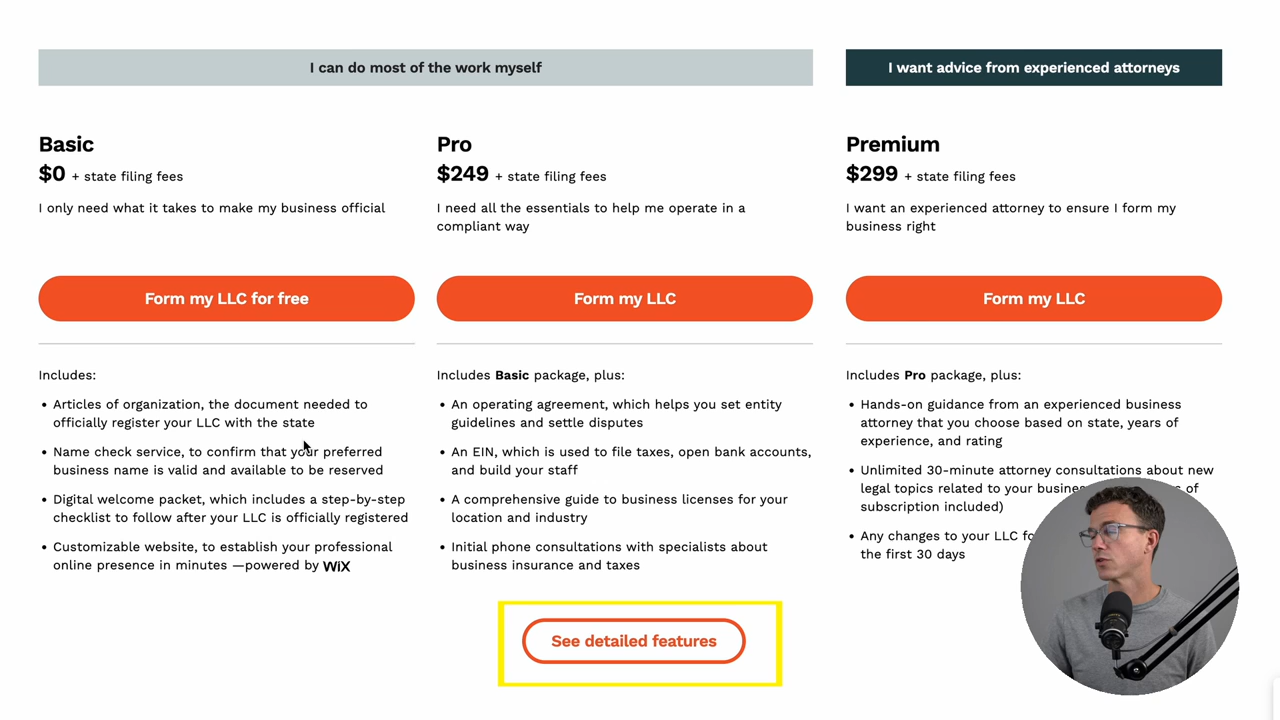 I can do most of the work myself
I want advice from experienced attorneys
Basic
$0 + state filing fees
I only need what it takes to make my business official
Form my LLC for free
Includes:
• Articles of organization, the document needed to
officially register your LLC with the state
• Name check service, to confirm that your preferred
business name is valid and available to be reserved
• Digital welcome packet, which includes a step-by-step
checklist to follow after your LLC is officially registered
• Customizable website, to establish your professional
online presence in minutes —powered by WiX
Pro
$249 + state filing fees
I need all the essentials to help me operate in a
compliant way
Form my LLC
Includes Basic package, plus:
• An operating agreement, which helps you set entity
guidelines and settle disputes
• An EIN, which is used to file taxes, open bank accounts,
and build your staff
• A comprehensive guide to business licenses for your
location and industry
• Initial phone consultations with specialists about
business insurance and taxes
Premium
$299 + state filing fees
I want an experienced attorney to ensure I form my
business right
Form my LLC
Includes Pro package, plus:
• Hands-on guidance from an experienced business
attorney that you choose based on state, years of
experience, and rating
• Unlimited 30-minute attorney consultations about new
legal topics related to your of
subscription included)
• Any changes to your LLC
the first 30 days
See detailed features